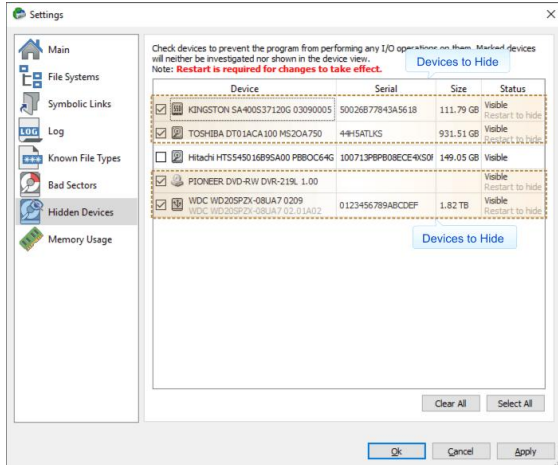 Settings
Main
File Systems
Symbolic Links
Log
Known File Types
Bad Sectors
Hidden Devices
Memory Usage
Check devices to prevent the program from performing any I/O operations on them. Marked devices
will neither be investigated nor shown in the device view.
Note: Restart is required for changes to take effect.
Devices to Hide
Device Serial Size Status
KINGSTON SA400S37120G 03090005 50026B77843A5618 111.79 GB Visible
Restart to hide
TOSHIBA DT01ACA100 MS2OA750 44H5ATLKS 931.51 GB Visible
Restart to hide
Hitachi HTS545016B9SA00 PBBOC64G 100713PBPB08ECE4XS0F 149.05 GB Visible
PIONEER DVD-RW DVR-219L 1.00 Visible
Restart to hide
WDC WD20SPZX-08UA7 0209 0123456789ABCDEF 1.82 TB Visible
WDC WD20SPZX-08UA7 02.01A02 Restart to hide
Devices to Hide
Clear All Select All
Ok Cancel Apply